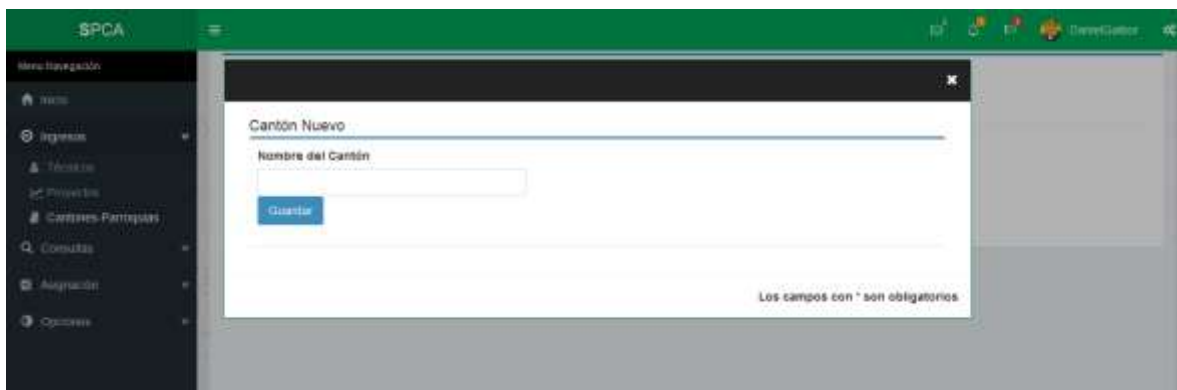 SPCA
Menu Navegación
Inicio
Ingresos
Técnicos
Proyectos
Cantones-Parroquias
Consultas
Asignación
Opciones
Cantón Nuevo
Nombre del Cantón
Guardar
Los campos con * son obligatorios